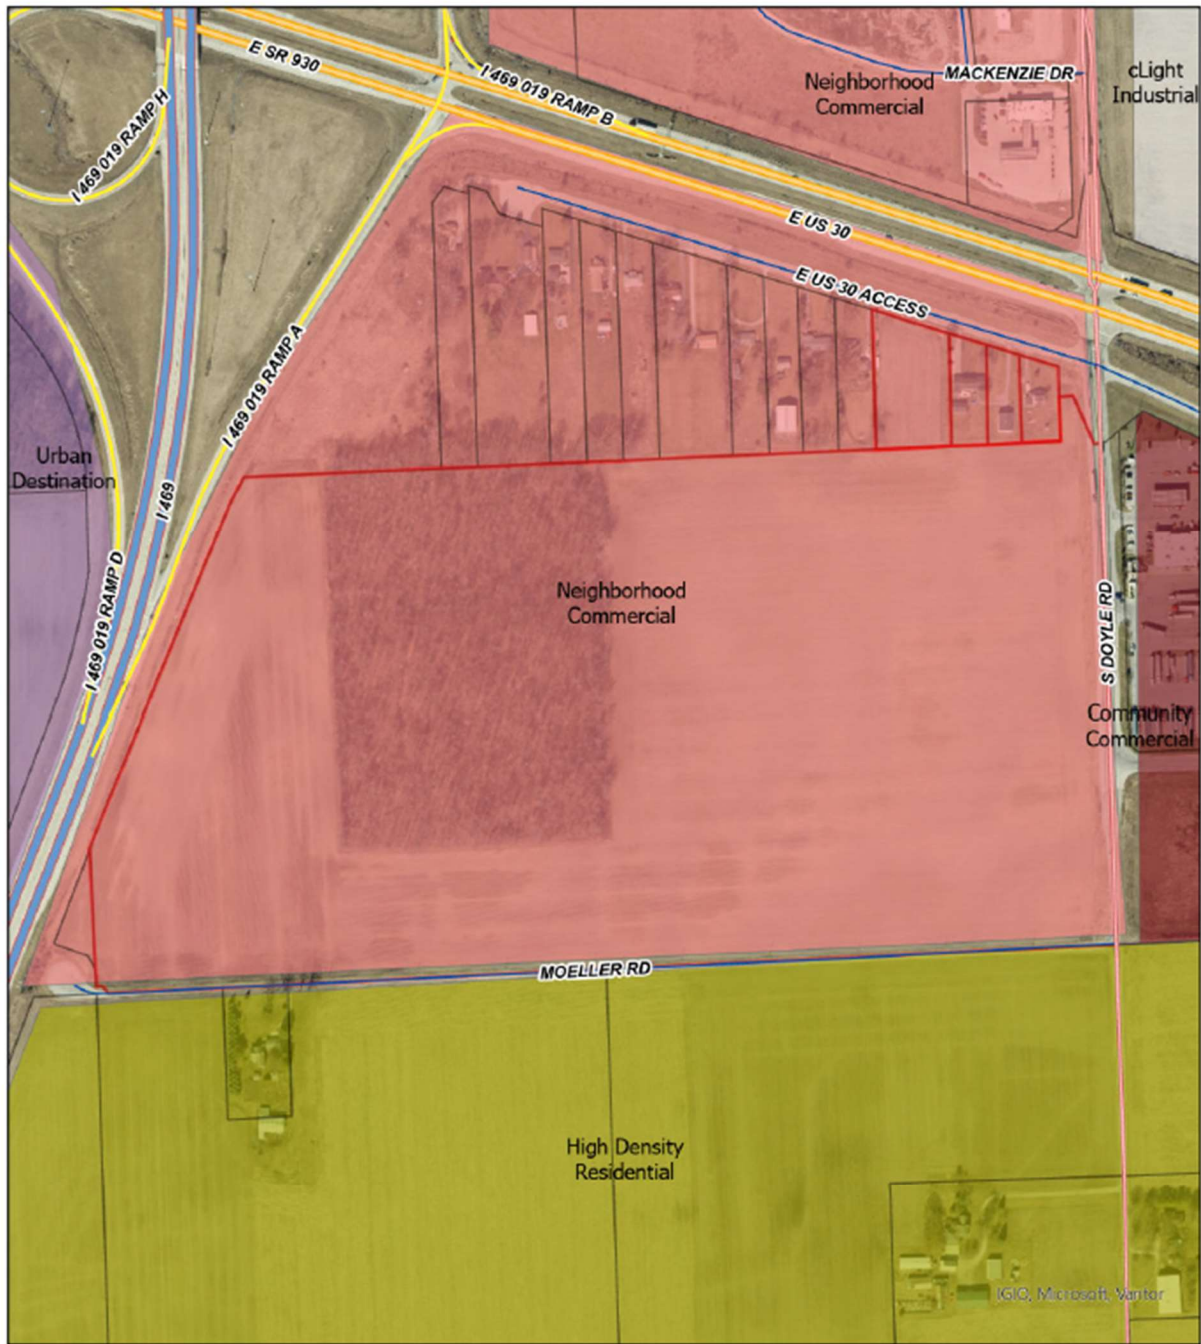 E SR 930
I 469 019 RAMP B
Neighborhood
Commercial
MACKENZIE DR
cLight
Industrial
I 469 019 RAMP H
E US 30
E US 30 ACCESS
I 469 019 RAMP A
Urban
Destination
I 469
I 469 019 RAMP D
Neighborhood
Commercial
S DOYLE RD
Community
Commercial
MOELLER RD
High Density
Residential
IGIO, Microsoft, Vantor